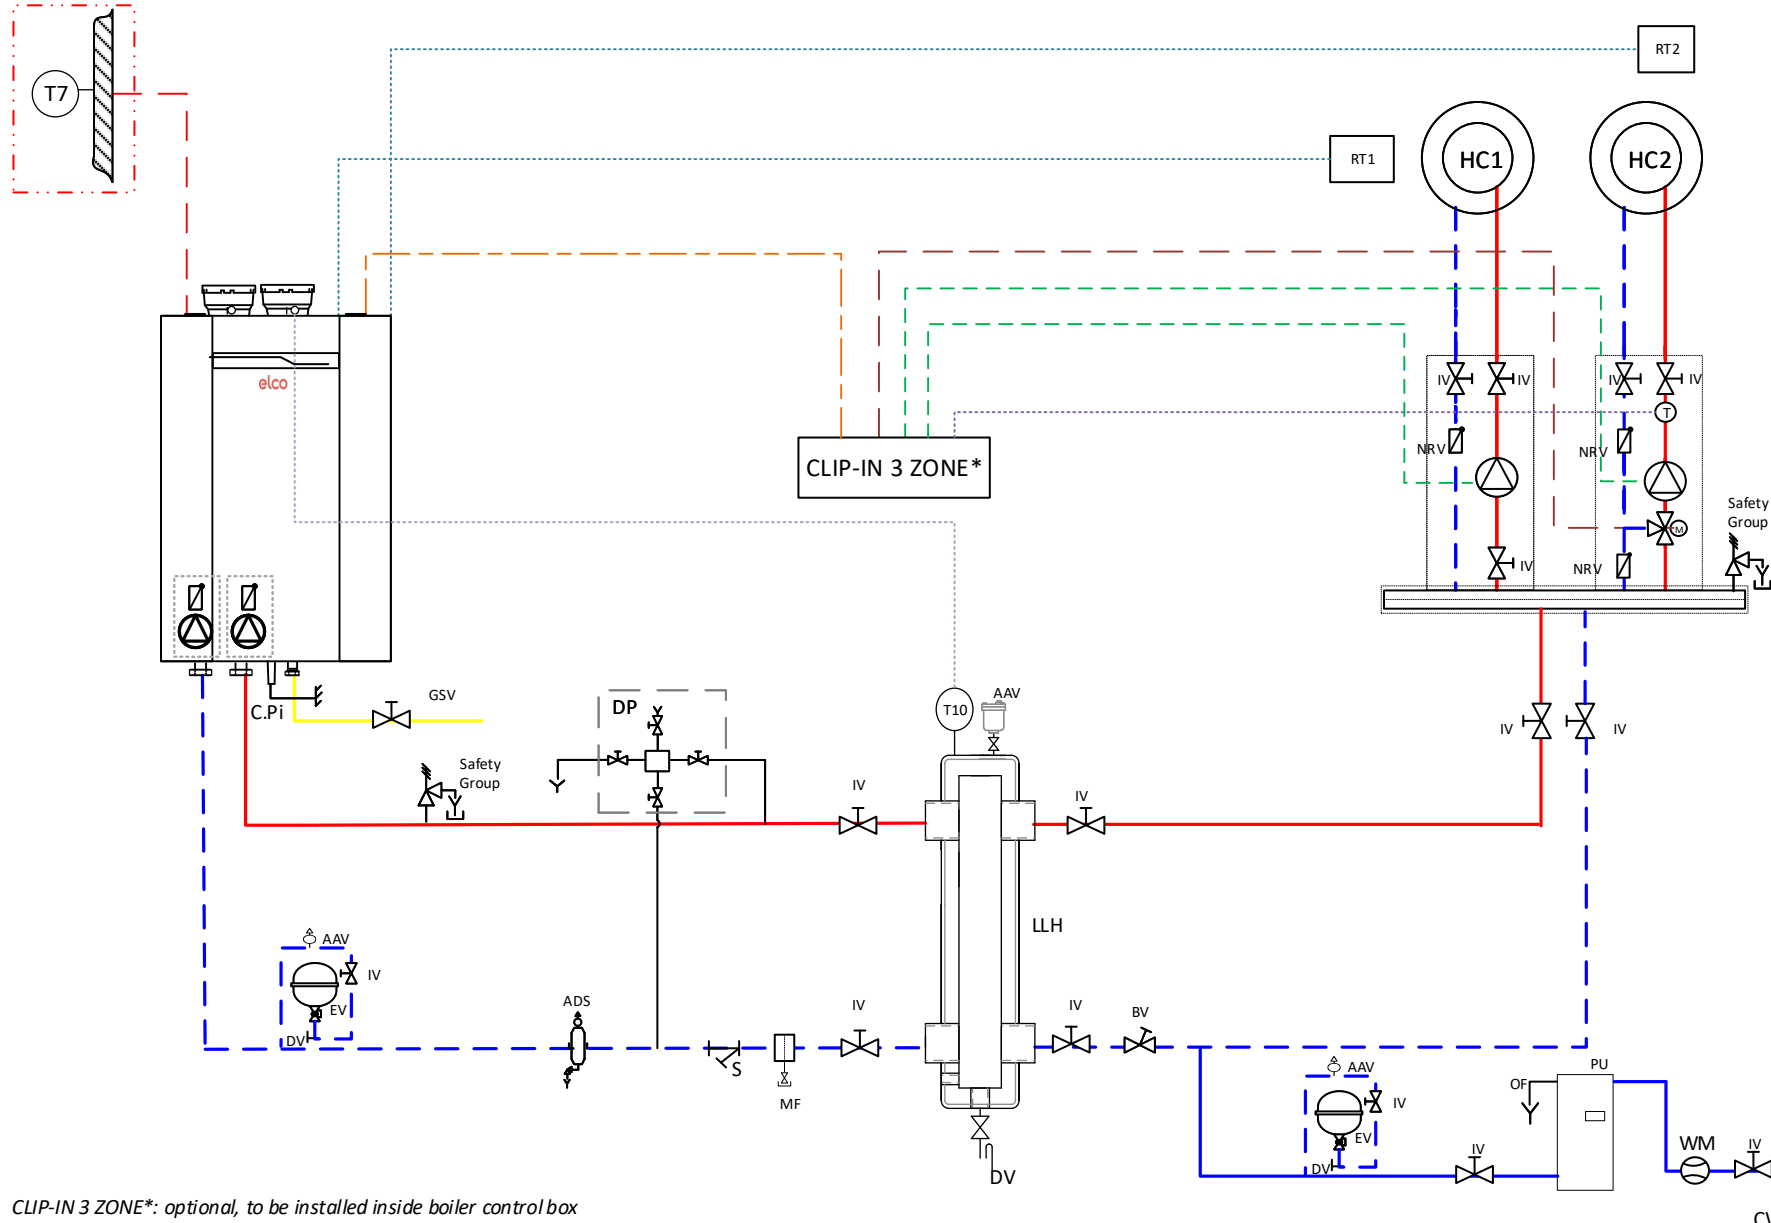 RT2
T7
RT1
HC1
HC2
elco
IV
IV
IV
IV
T
NRV
NRV
CLIP-IN 3 ZONE*
Safety
Group
M
IV
NRV
GSV
C.Pi
DP
T10
AAV
IV
IV
Safety
Group
IV
IV
LLH
AAV
IV
EV
DV
ADS
S
MF
IV
IV
BV
AAV
IV
EV
DV
OF
PU
IV
WM
IV
DV
CLIP-IN 3 ZONE*: optional, to be installed inside boiler control box